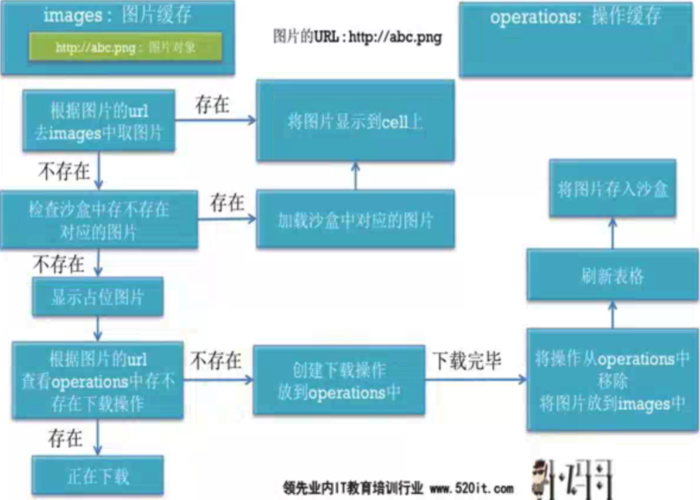 images : 图片缓存
http://abc.png : 图片对象
图片的URL : http://abc.png
operations: 操作缓存
根据图片的url
去images中取图片
存在
将图片显示到cell上
不存在
检查沙盒中存不存在
对应的图片
存在
加载沙盒中对应的图片
将图片存入沙盒
不存在
显示占位图片
刷新表格
根据图片的url
查看operations中存不
存在下载操作
不存在
创建下载操作
放到operations中
下载完毕
将操作从operations中
移除
将图片放到images中
存在
正在下载
领先业内IT教育培训行业 www.520it.com
小码哥